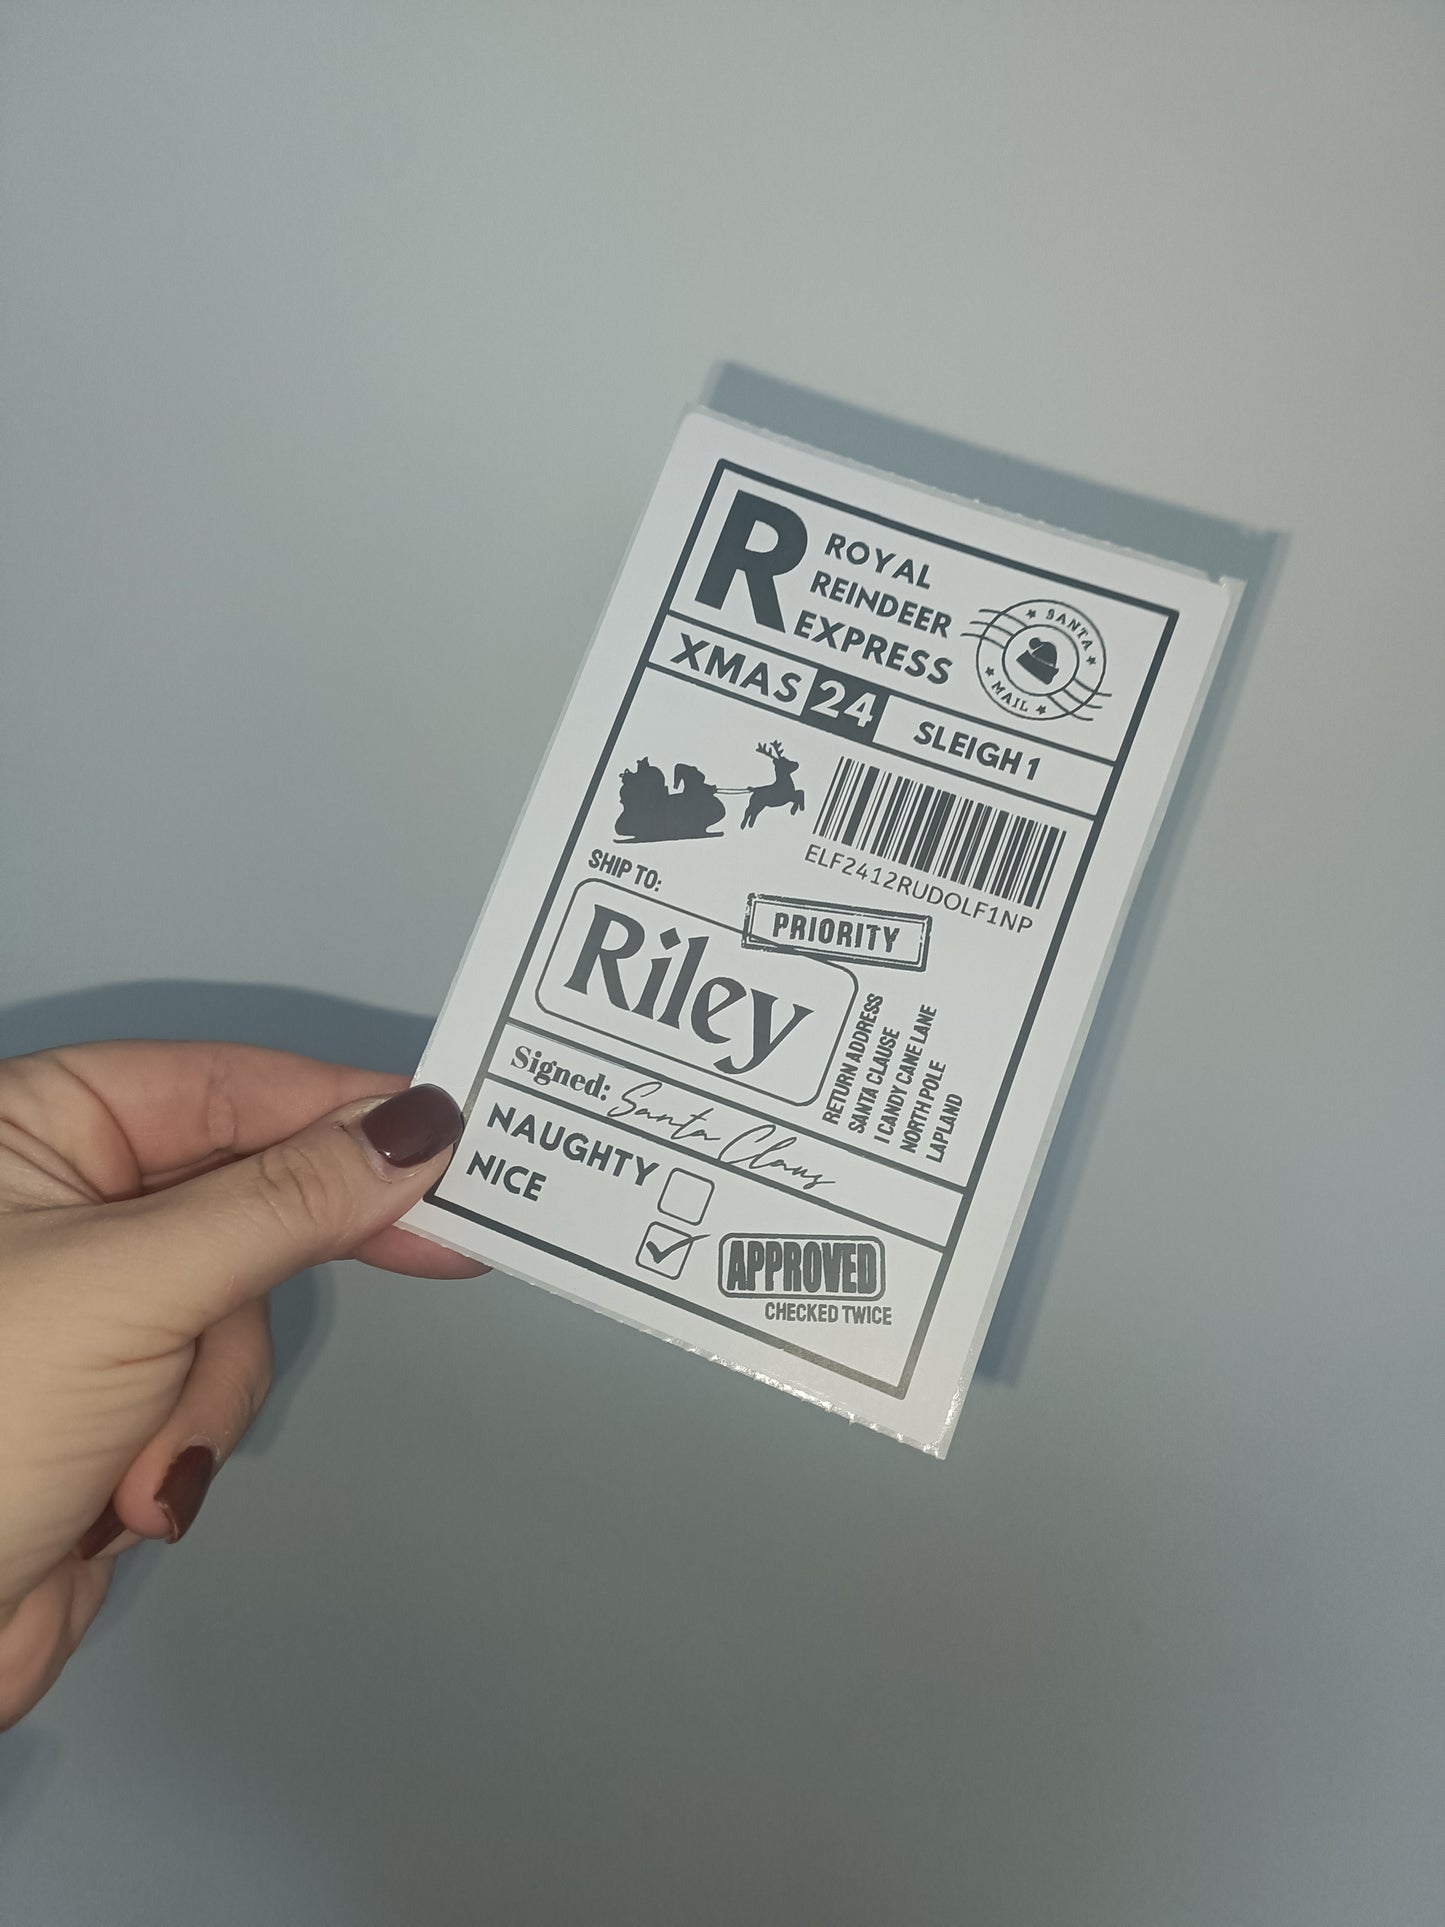 R
ROYAL
REINDEER
EXPRESS
SANTA
MAIL
XMAS 24
SLEIGH 1
ELF2412RUDOLF1NP
SHIP TO:
PRIORITY
Riley
RETURN ADDRESS
SANTA CLAUSE
1 CANDY CANE LANE
NORTH POLE
LAPLAND
Signed: Santa Claus
NAUGHTY
NICE
APPROVED
CHECKED TWICE